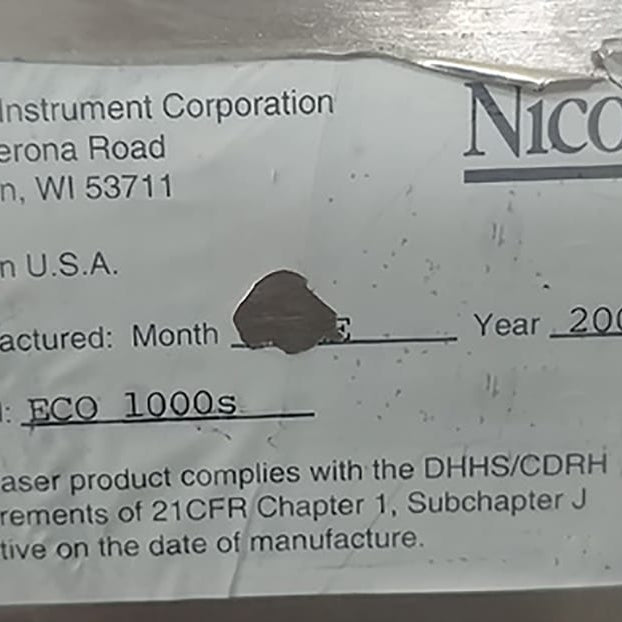 Instrument Corporation
NICO
erona Road
n, WI 53711
n U.S.A.
actured: Month E Year 200
: ECO 1000s
aser product complies with the DHHS/CDRH
rements of 21CFR Chapter 1, Subchapter J
tive on the date of manufacture.